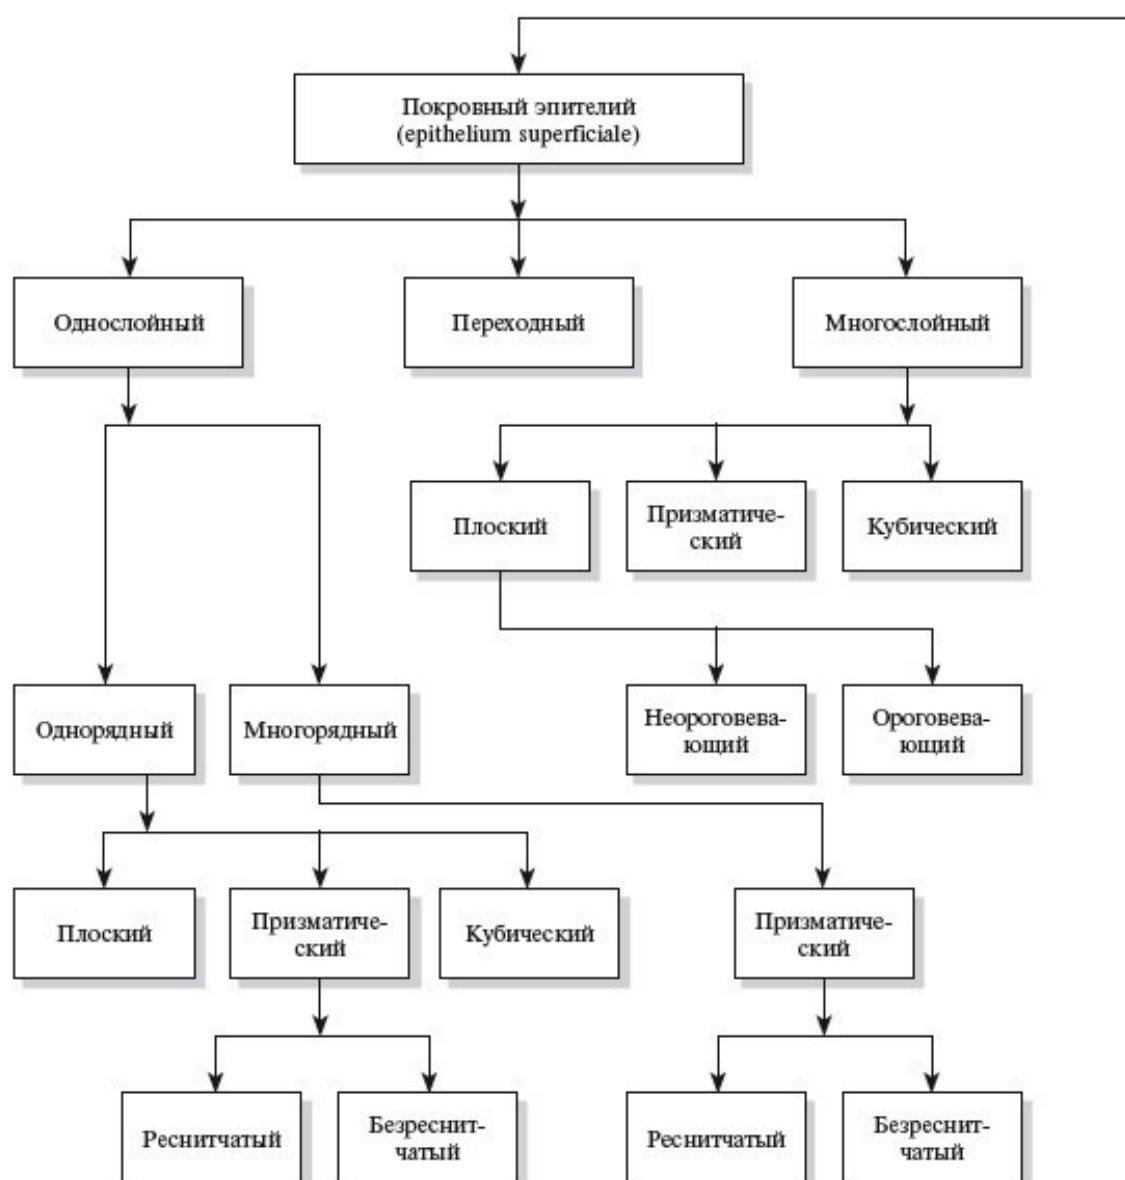 Покровный эпителий
(epithelium superficiale)
Однослойный
Переходный
Многослойный
Плоский
Призматиче-
ский
Кубический
Однорядный
Многорядный
Неороговева-
ющий
Ороговева-
ющий
Плоский
Призматиче-
ский
Кубический
Призматиче-
ский
Реснитчатый
Безреснит-
чатый
Реснитчатый
Безреснит-
чатый